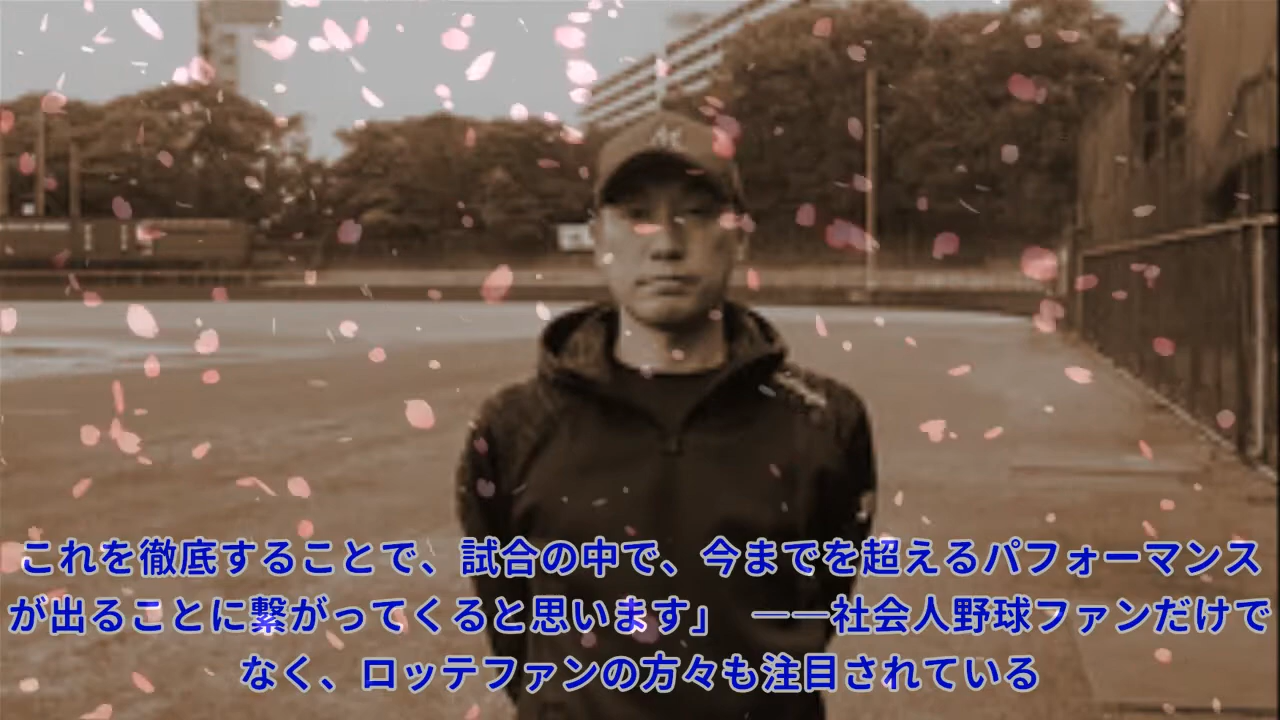 これを徹底することで、試合の中で、今までを超えるパフォーマンス
が出ることに繋がってくると思います」　――社会人野球ファンだけで
なく、ロッテファンの方々も注目されている